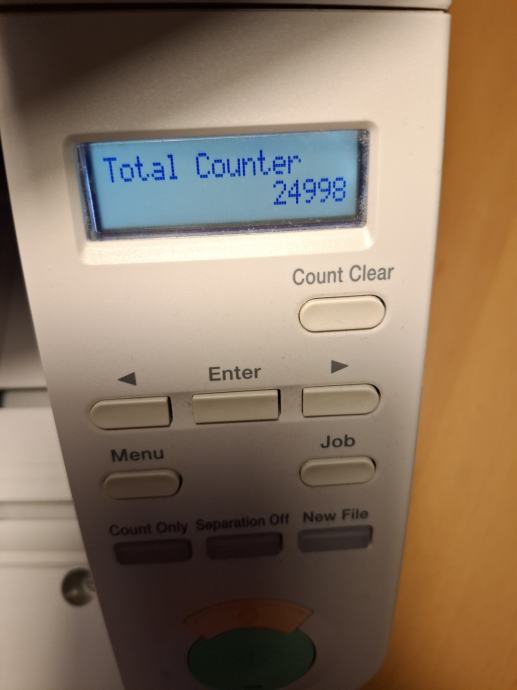 Total Counter
24998
Count Clear
◀ Enter ▶
Menu Job
Count Only Separation Off New File